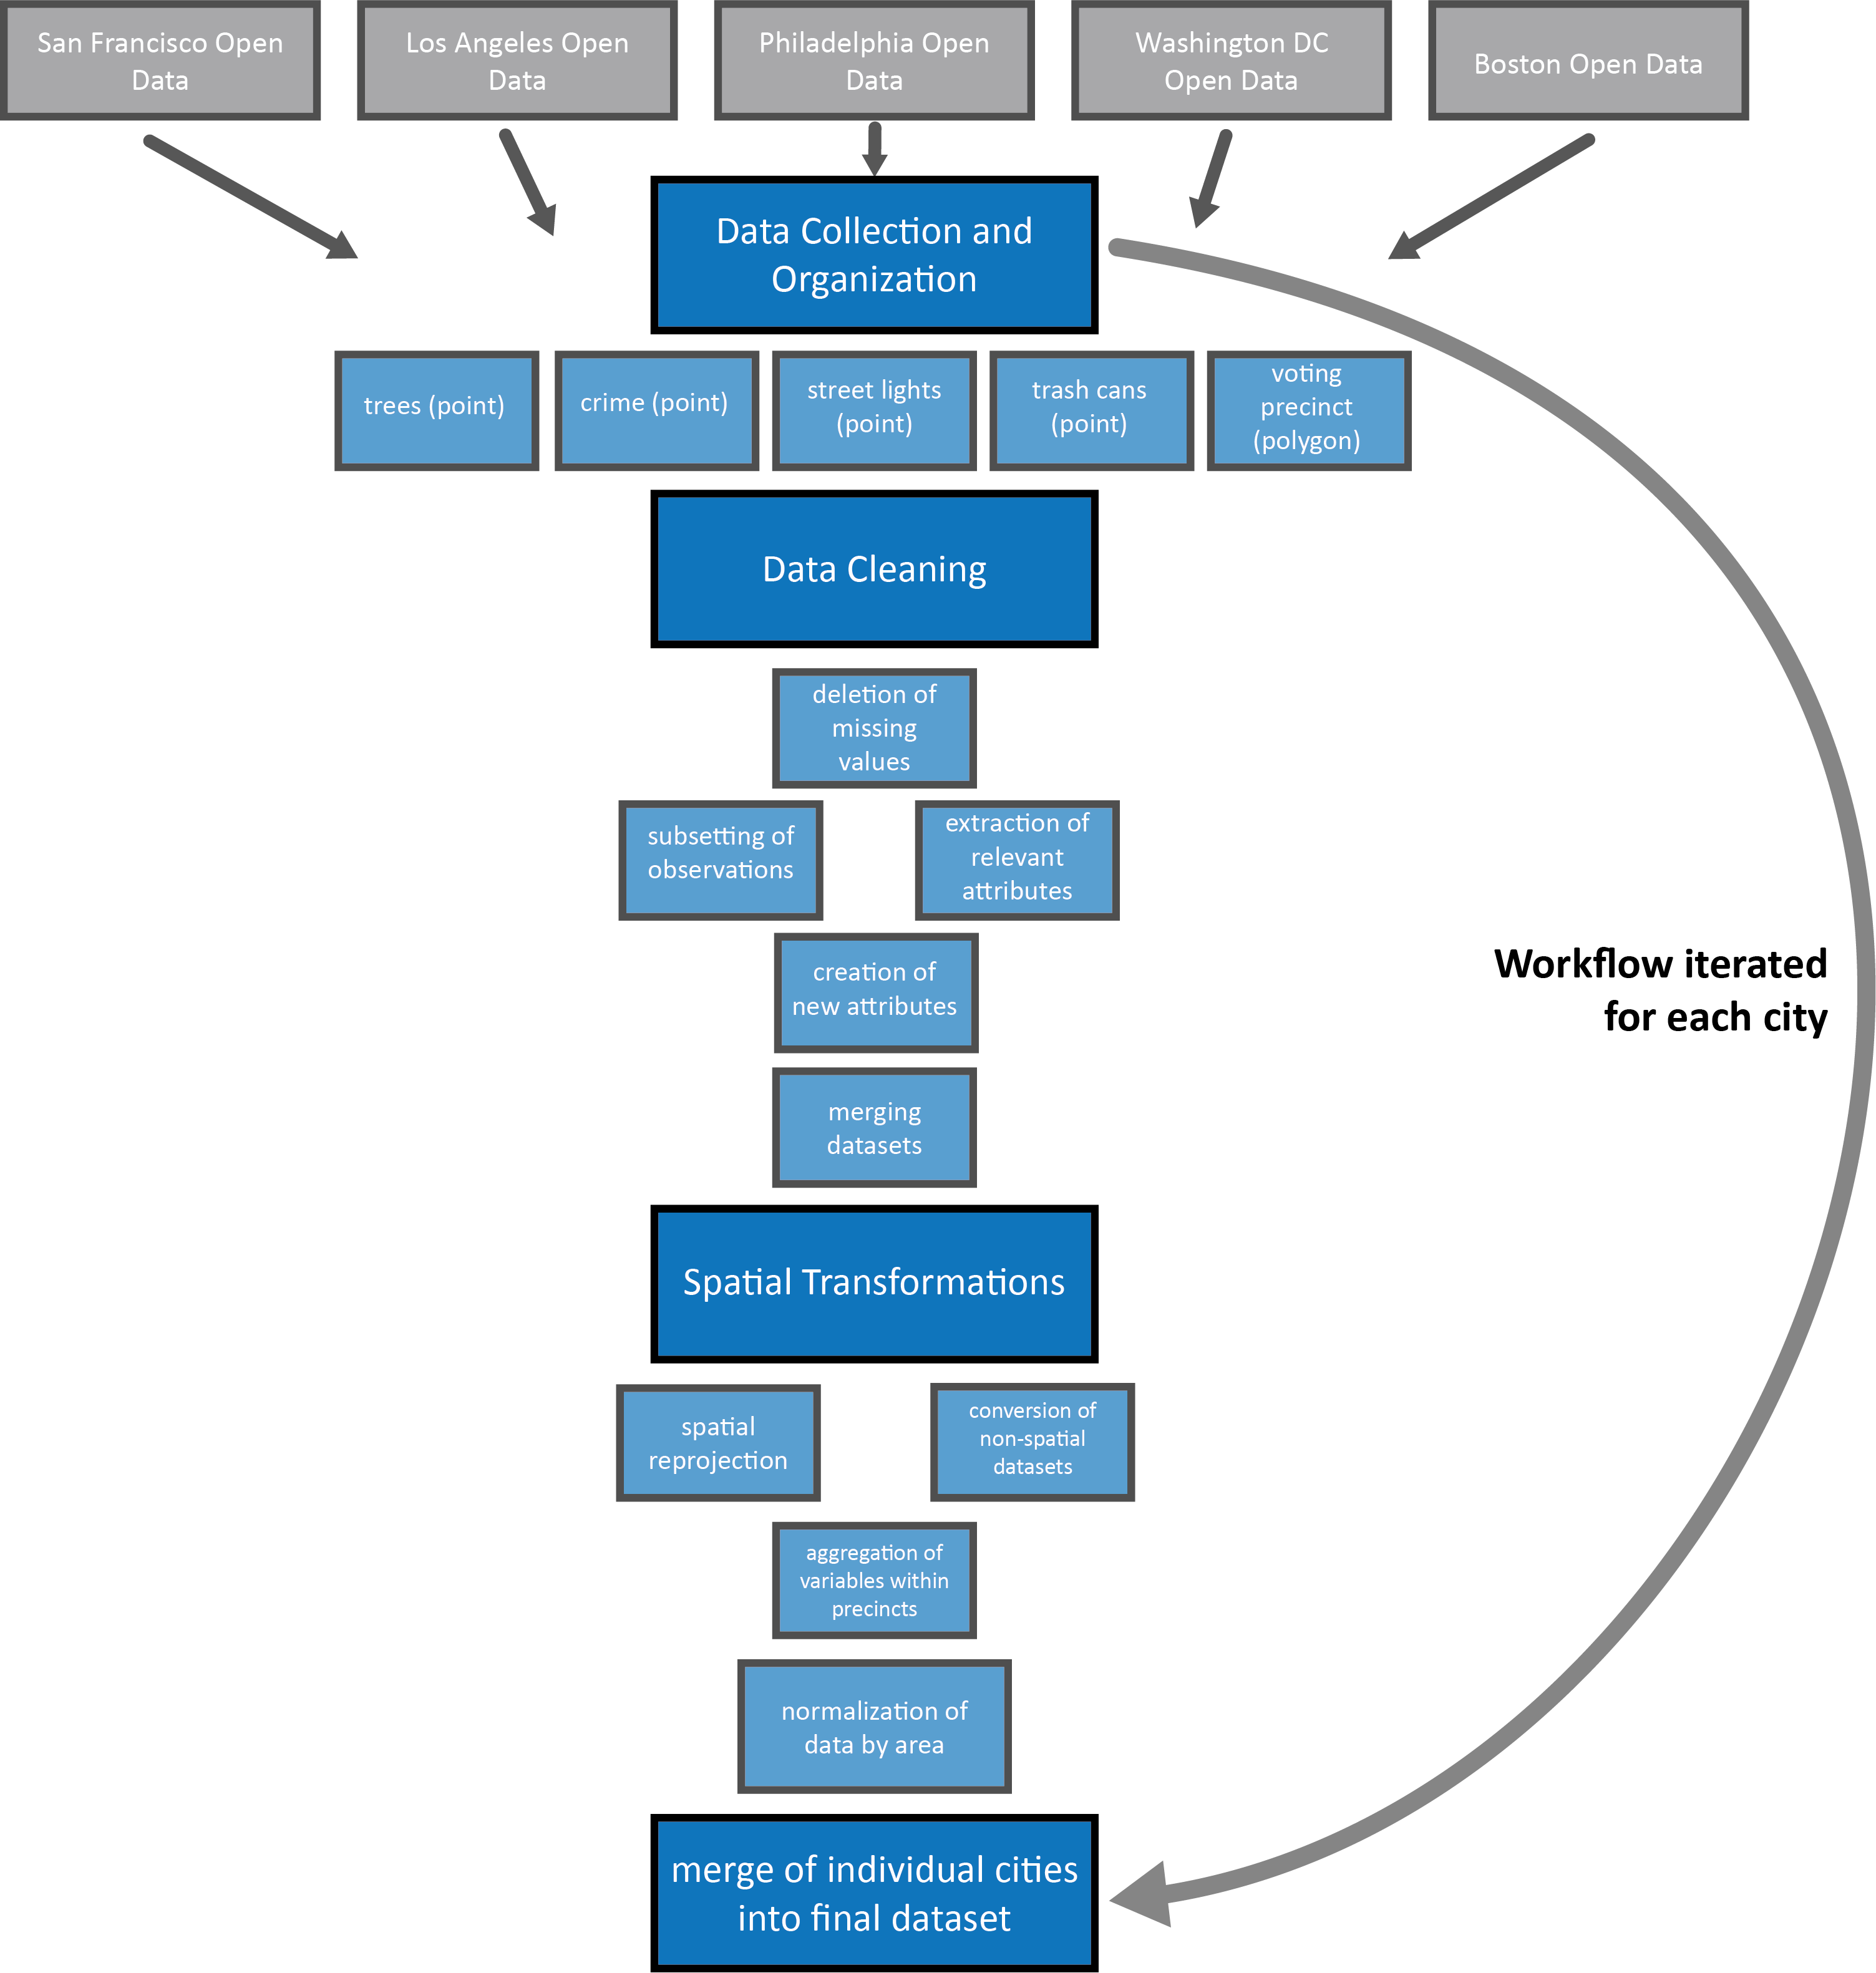 San Francisco Open
Data
Los Angeles Open
Data
Philadelphia Open
Data
Washington DC
Open Data
Boston Open Data
Data Collection and
Organization
trees (point)
crime (point)
street lights
(point)
trash cans
(point)
voting
precinct
(polygon)
Data Cleaning
deletion of
missing
values
subsetting of
observations
extraction of
relevant
attributes
creation of
new attributes
Workflow iterated
for each city
merging
datasets
Spatial Transformations
spatial
reprojection
conversion of
non-spatial
datasets
aggregation of
variables within
precincts
normalization of
data by area
merge of individual cities
into final dataset